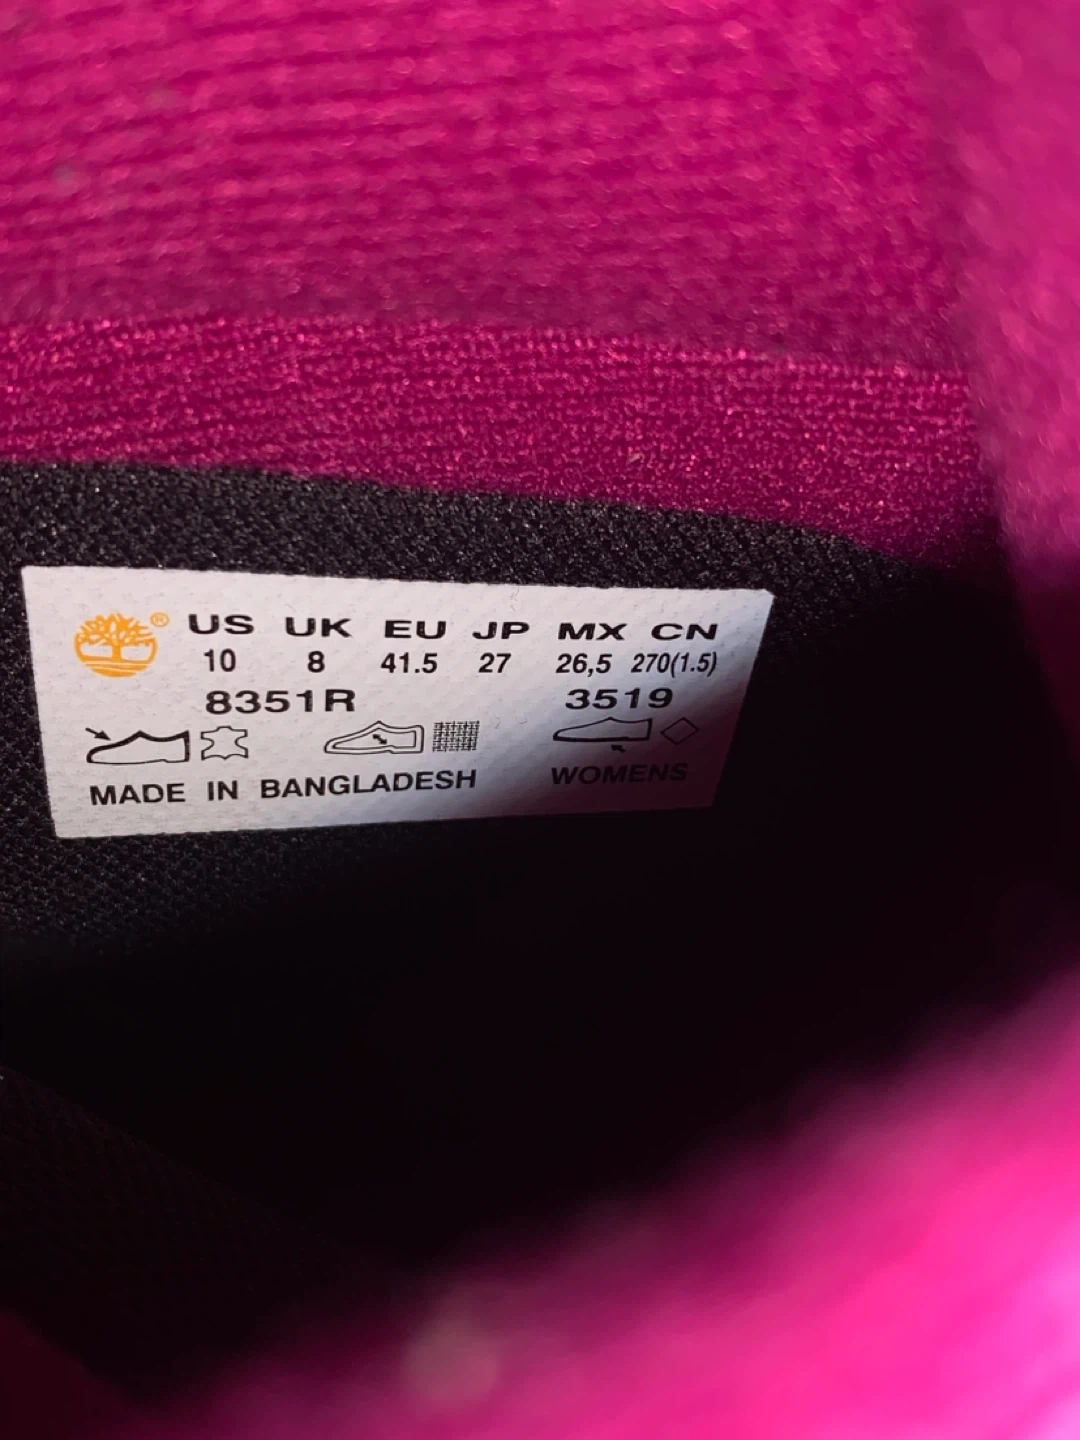 ® US UK EU JP MX CN
10 8 41.5 27 26,5 270(1.5)
8351R 3519
MADE IN BANGLADESH WOMENS